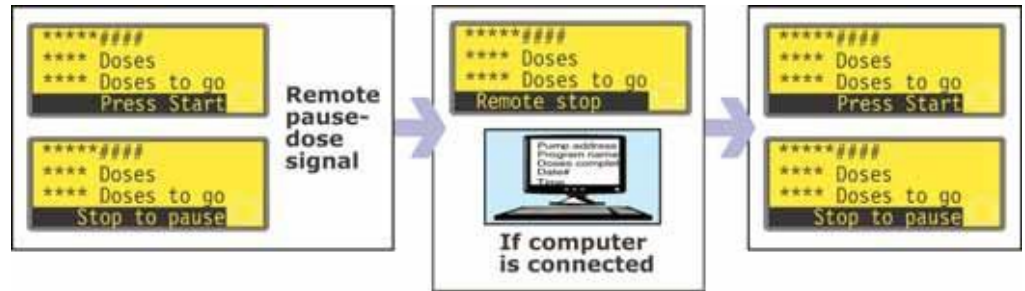 *****####
**** Doses
**** Doses to go
Press Start
*****####
**** Doses
**** Doses to go
Stop to pause
Remote
pause-
dose
signal
*****####
**** Doses
**** Doses to go
Remote stop
Pump address
Program name
Doses complet
Date#
Time
If computer
is connected
*****####
**** Doses
**** Doses to go
Press Start
*****####
**** Doses
**** Doses to go
Stop to pause